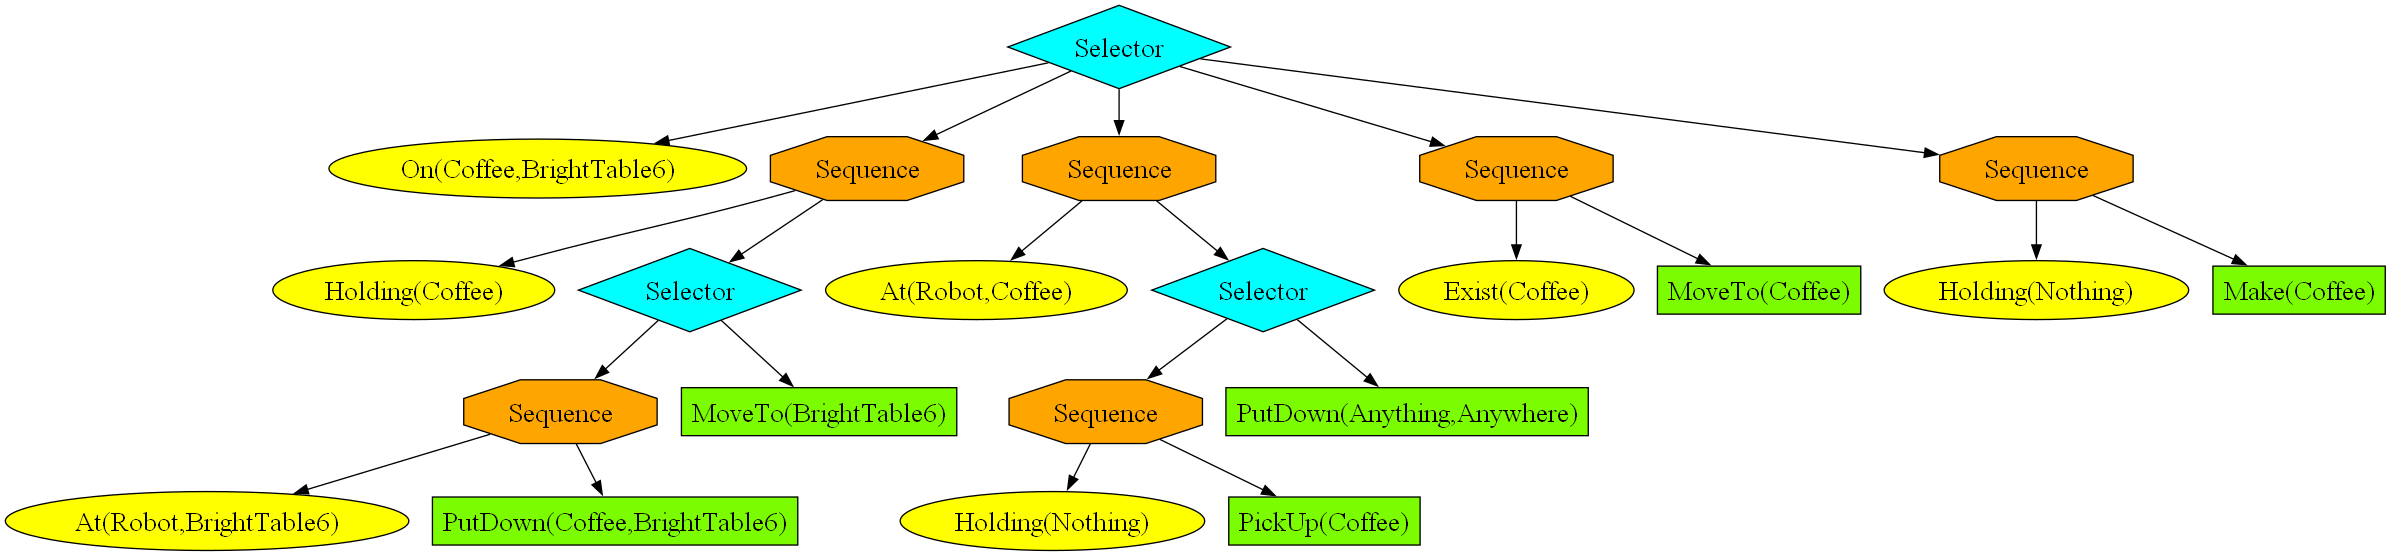 Selector
On(Coffee,BrightTable6)
Sequence
Sequence
Sequence
Sequence
Holding(Coffee)
Selector
At(Robot,Coffee)
Selector
Exist(Coffee)
MoveTo(Coffee)
Holding(Nothing)
Make(Coffee)
Sequence
MoveTo(BrightTable6)
Sequence
PutDown(Anything,Anywhere)
At(Robot,BrightTable6)
PutDown(Coffee,BrightTable6)
Holding(Nothing)
PickUp(Coffee)